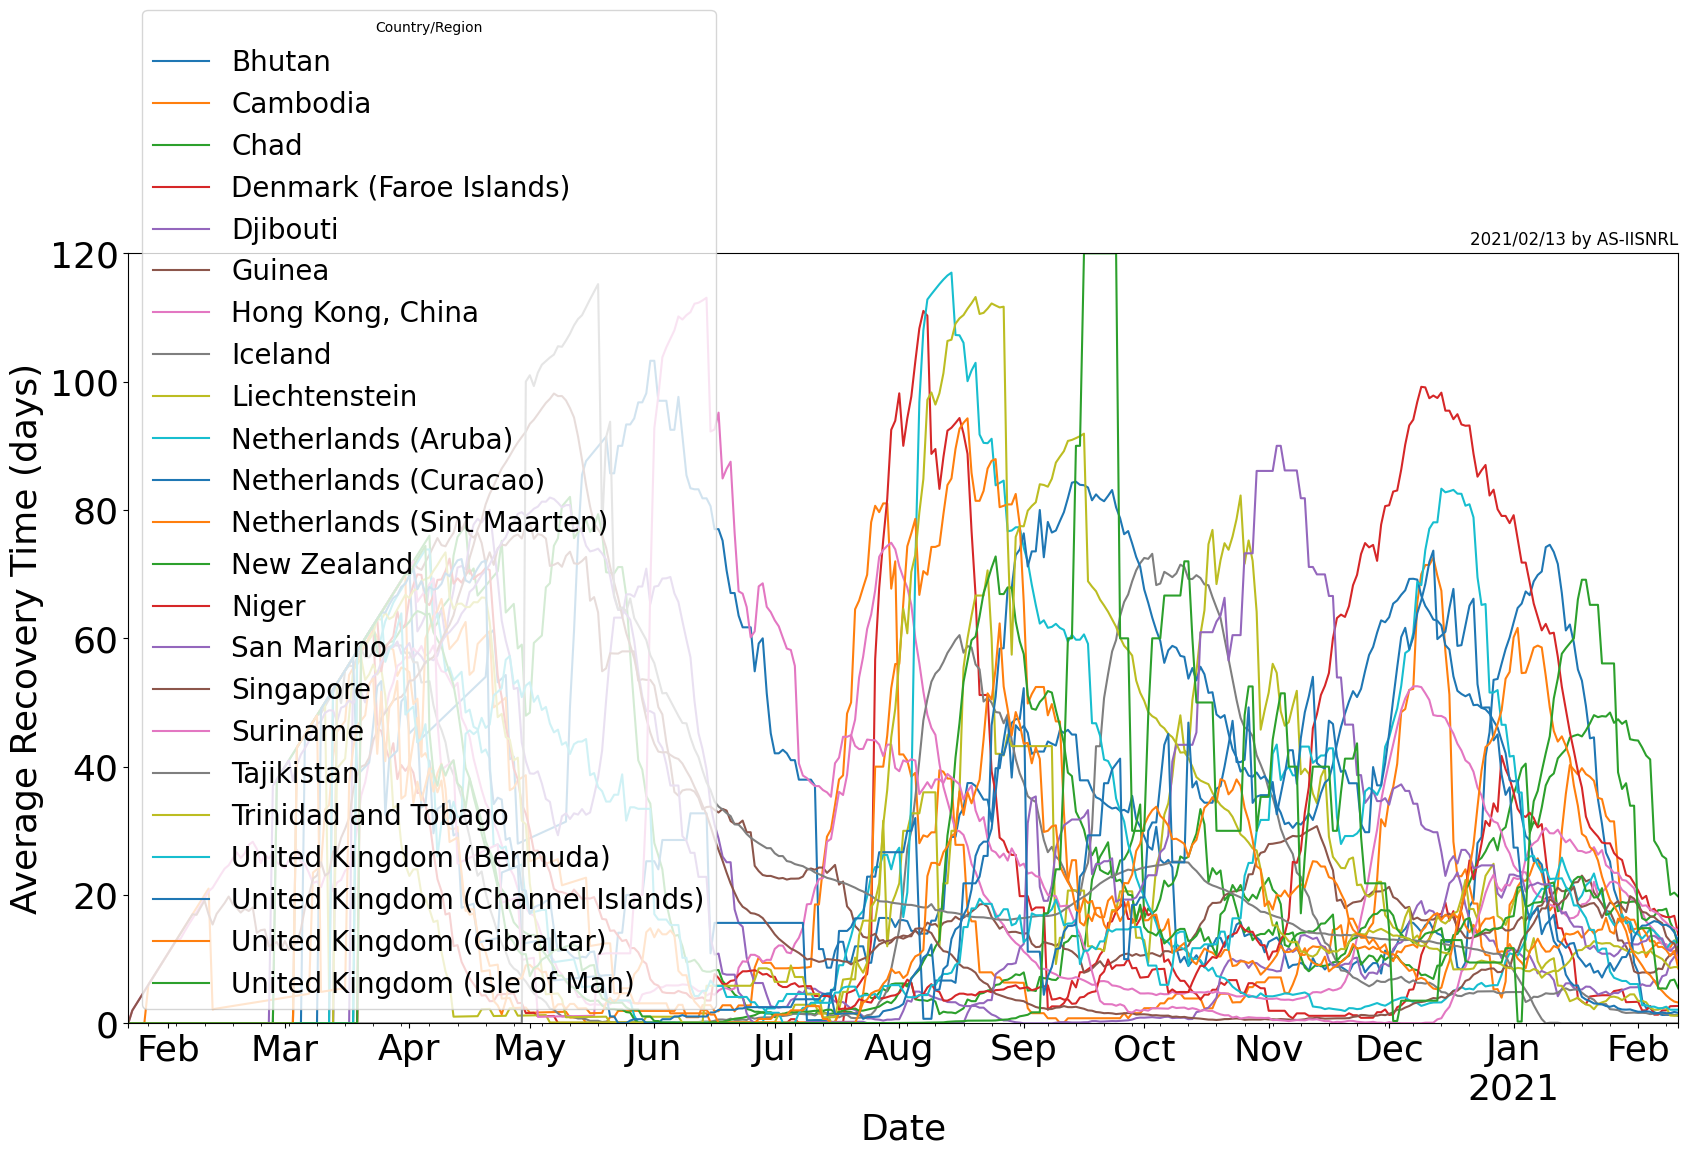 Country/Region
Bhutan
Cambodia
Chad
Denmark (Faroe Islands)
Djibouti
Guinea
Hong Kong, China
Iceland
Liechtenstein
Netherlands (Aruba)
Netherlands (Curacao)
Netherlands (Sint Maarten)
New Zealand
Niger
San Marino
Singapore
Suriname
Tajikistan
Trinidad and Tobago
United Kingdom (Bermuda)
United Kingdom (Channel Islands)
United Kingdom (Gibraltar)
United Kingdom (Isle of Man)
2021/02/13 by AS-IISNRL
Average Recovery Time (days)
120
100
80
60
40
20
0
Feb Mar Apr May Jun Jul Aug Sep Oct Nov Dec Jan Feb
2021
Date